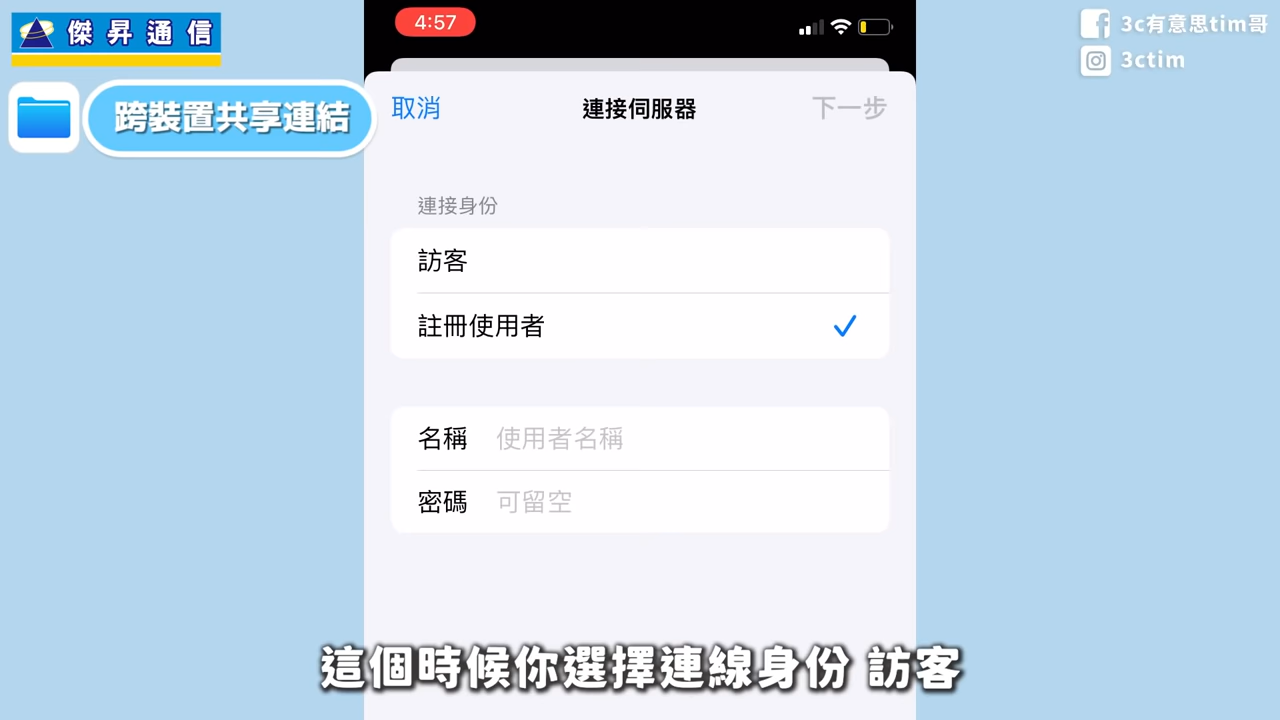 傑昇通信
跨裝置共享連結
3c有意思tim哥
3ctim
4:57
取消
連接伺服器
下一步
連接身份
訪客
註冊使用者
名稱 使用者名稱
密碼 可留空
這個時候你選擇連線身份 訪客